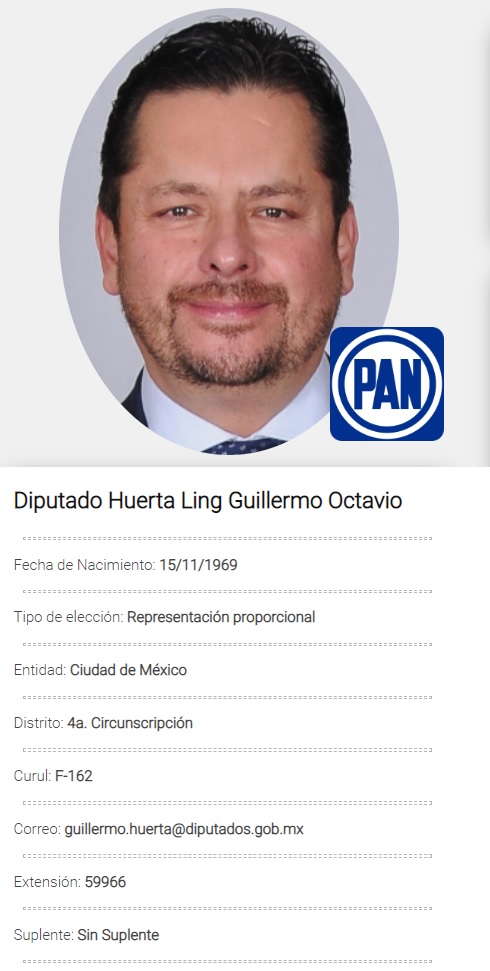 PAN
Diputado Huerta Ling Guillermo Octavio
Fecha de Nacimiento: 15/11/1969
Tipo de elección: Representación proporcional
Entidad: Ciudad de México
Distrito: 4a. Circunscripción
Curul: F-162
Correo: guillermo.huerta@diputados.gob.mx
Extensión: 59966
Suplente: Sin Suplente